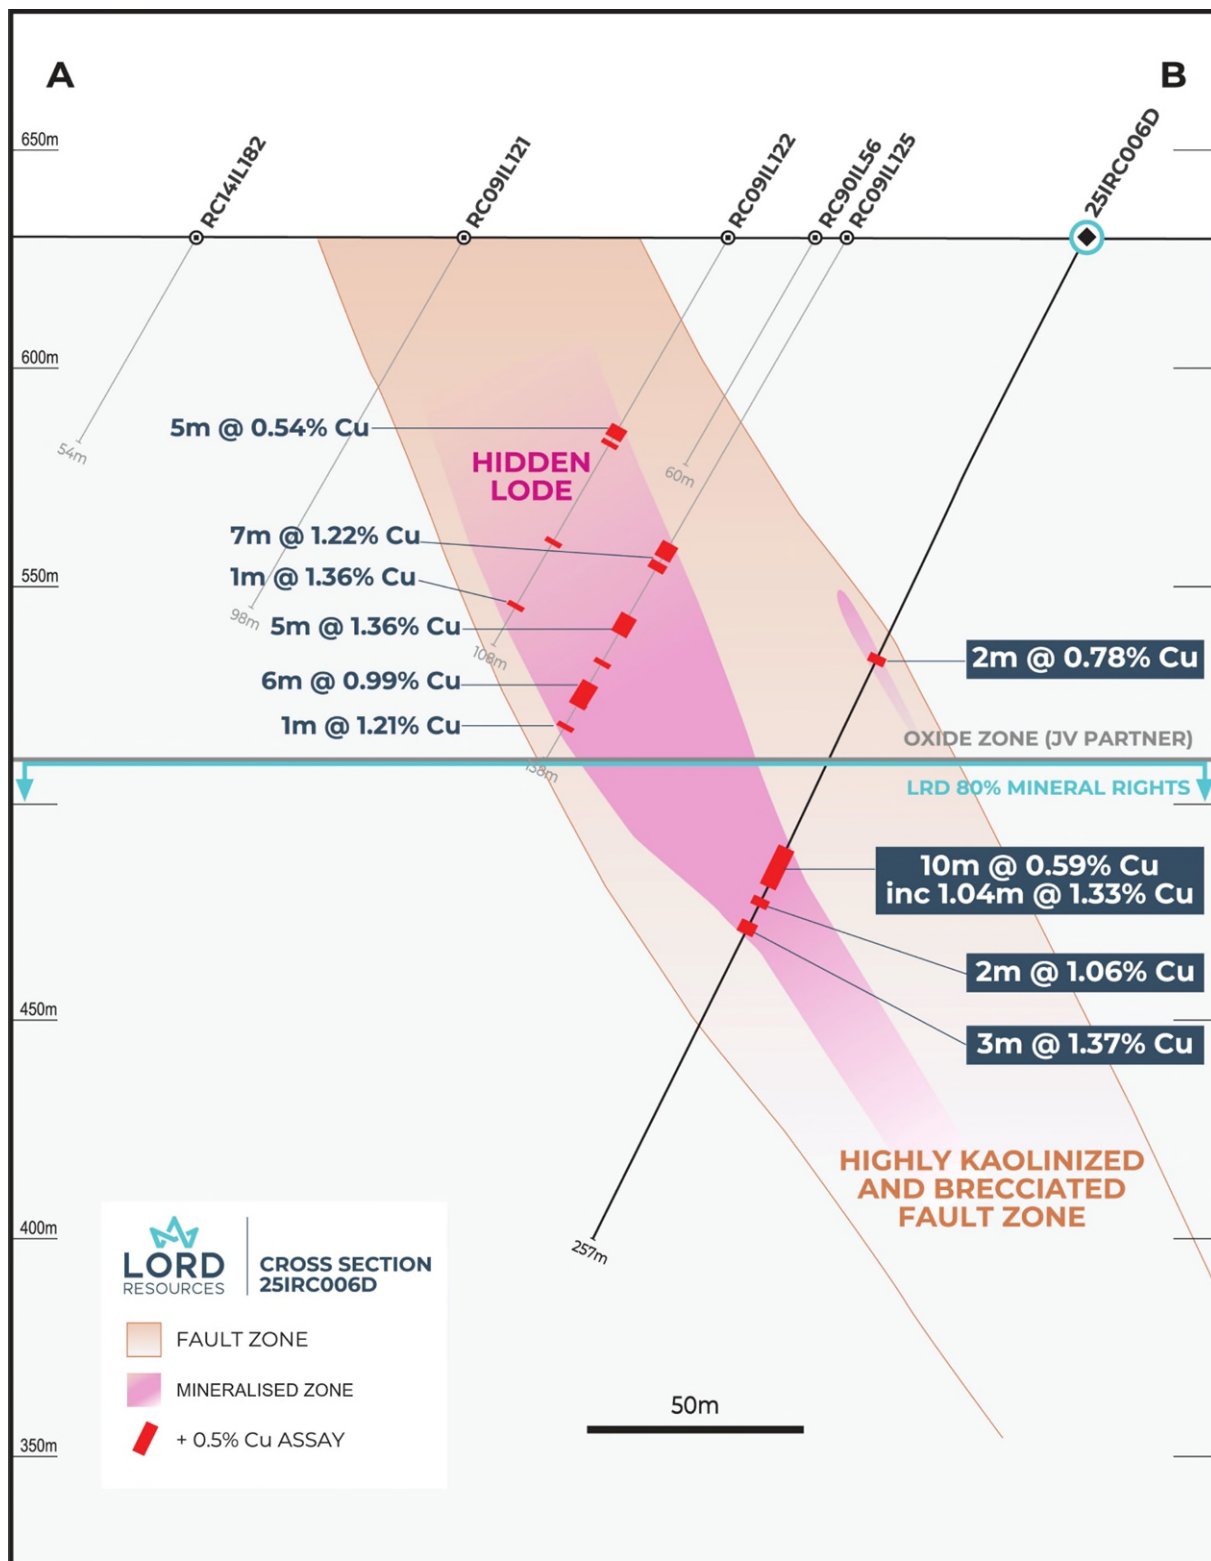 A
B
RC14IL182
RC09IL121
RC09IL122
RC90IL56
RC09IL125
25IRC006D
650m
600m
5m @ 0.54% Cu
54m
HIDDEN
LODE
60m
7m @ 1.22% Cu
1m @ 1.36% Cu
550m
98m
5m @ 1.36% Cu
108m
2m @ 0.78% Cu
6m @ 0.99% Cu
1m @ 1.21% Cu
OXIDE ZONE (JV PARTNER)
158m
LRD 80% MINERAL RIGHTS
10m @ 0.59% Cu
inc 1.04m @ 1.33% Cu
2m @ 1.06% Cu
450m
3m @ 1.37% Cu
HIGHLY KAOLINIZED
AND BRECCIATED
FAULT ZONE
400m
257m
LORD
RESOURCES
CROSS SECTION
25IRC006D
FAULT ZONE
MINERALISED ZONE
+ 0.5% Cu ASSAY
50m
350m